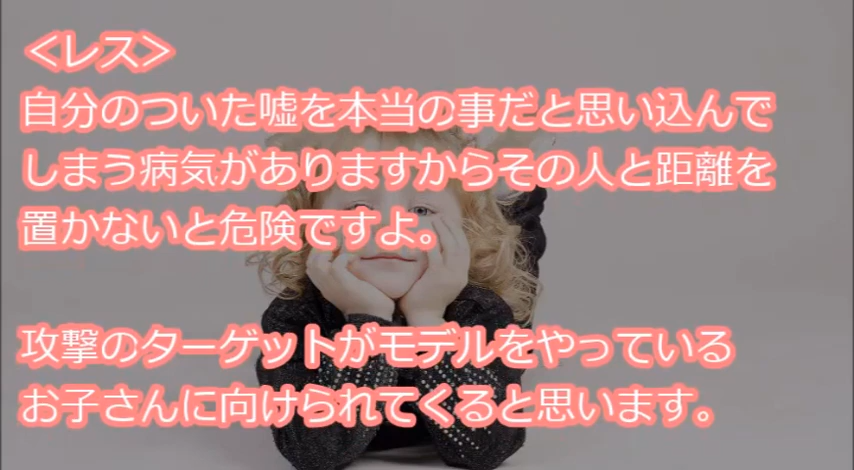 ＜レス＞
自分のついた嘘を本当の事だと思い込んで
しまう病気がありますからその人と距離を
置かないと危険ですよ。
攻撃のターゲットがモデルをやっている
お子さんに向けられてくると思います。